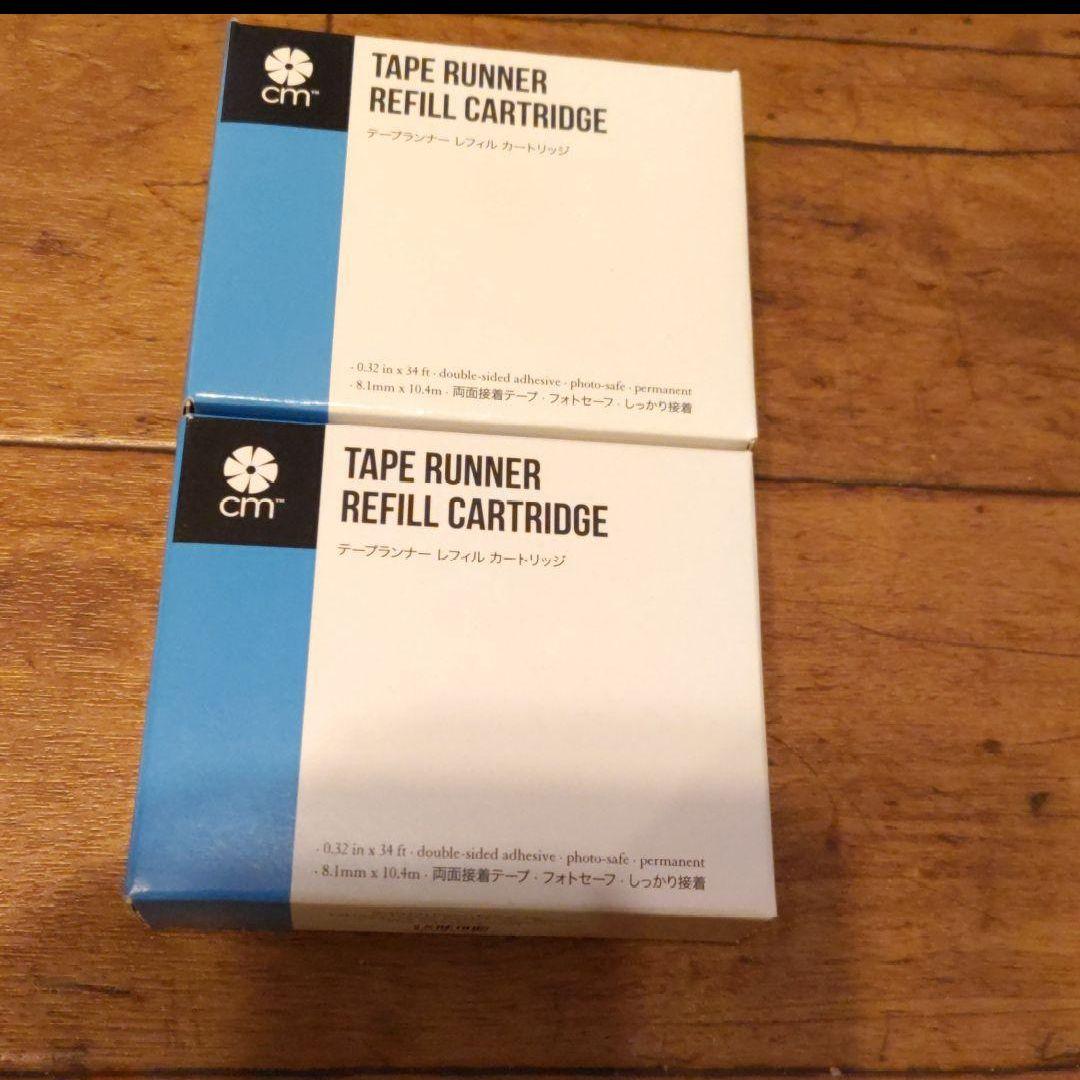 cm™
TAPE RUNNER
REFILL CARTRIDGE
テープランナー レフィル カートリッジ
· 0.32 in x 34 ft · double-sided adhesive · photo-safe · permanent
· 8.1mm x 10.4m · 両面接着テープ · フォトセーフ · しっかり接着
cm™
TAPE RUNNER
REFILL CARTRIDGE
テープランナー レフィル カートリッジ
· 0.32 in x 34 ft · double-sided adhesive · photo-safe · permanent
· 8.1mm x 10.4m · 両面接着テープ · フォトセーフ · しっかり接着